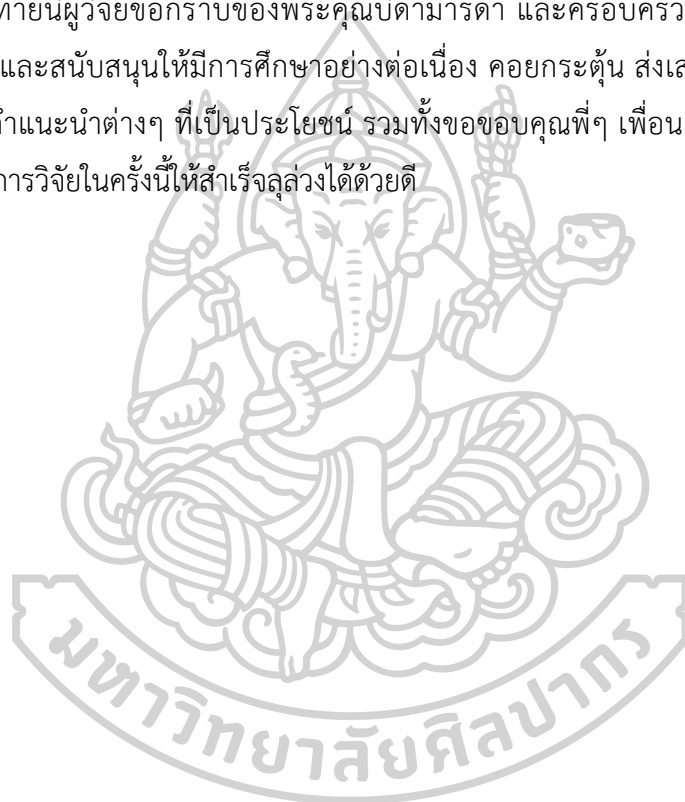 ท้ายนี้ผู้วิจัยขอกราบขอบพระคุณบิดามารดา และครอบครัว
และสนับสนุนให้มีการศึกษาอย่างต่อเนื่อง คอยกระตุ้น ส่งเส
คำแนะนำต่างๆ ที่เป็นประโยชน์ รวมทั้งขอขอบคุณพี่ๆ เพื่อน
การวิจัยในครั้งนี้ให้สำเร็จลุล่วงได้ด้วยดี
มหาวิทยาลัยศิลปากร